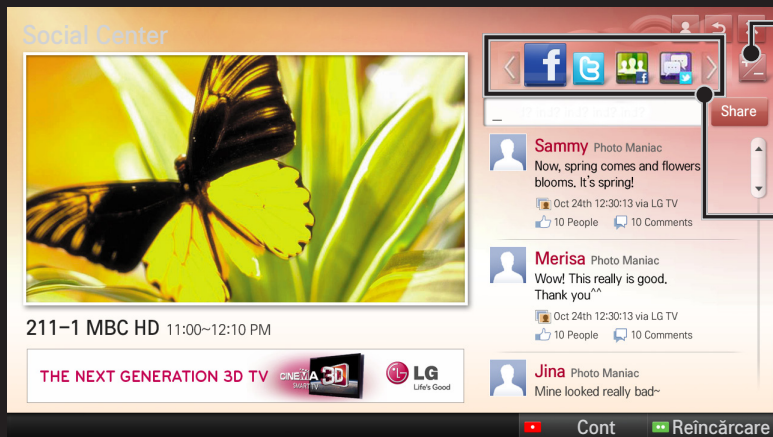 Social Center
Share
Sammy Photo Maniac
Now, spring comes and flowers
blooms. It's spring!
Oct 24th 12:30:13 via LG TV
10 People 10 Comments
Merisa Photo Maniac
Wow! This really is good.
Thank you^^
Oct 24th 12:30:13 via LG TV
10 People 10 Comments
Jina Photo Maniac
Mine looked really bad~
211-1 MBC HD 11:00~12:10 PM
THE NEXT GENERATION 3D TV CINEMA 3D SMART TV LG Life's Good
Cont Reîncărcare